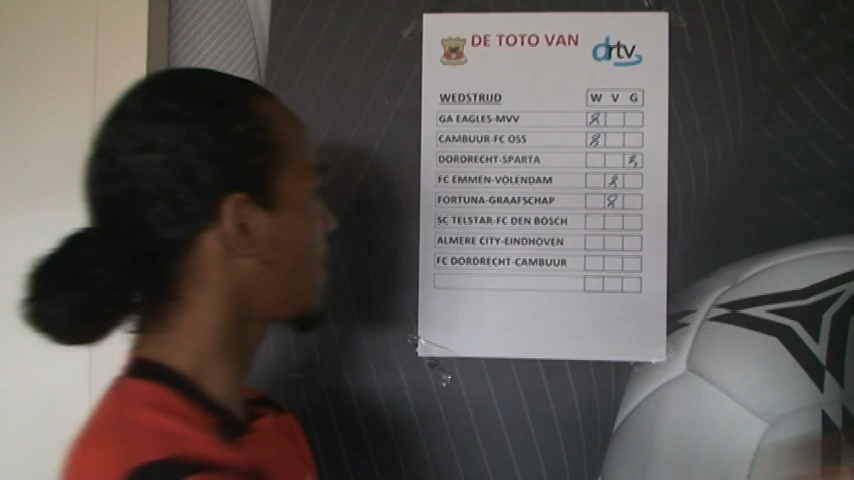 DE TOTO VAN drtv
WEDSTRIJD W V G
GA EAGLES-MVV
CAMBUUR-FC OSS
DORDRECHT-SPARTA
FC EMMEN-VOLENDAM
FORTUNA-GRAAFSCHAP
SC TELSTAR-FC DEN BOSCH
ALMERE CITY-EINDHOVEN
FC DORDRECHT-CAMBUUR